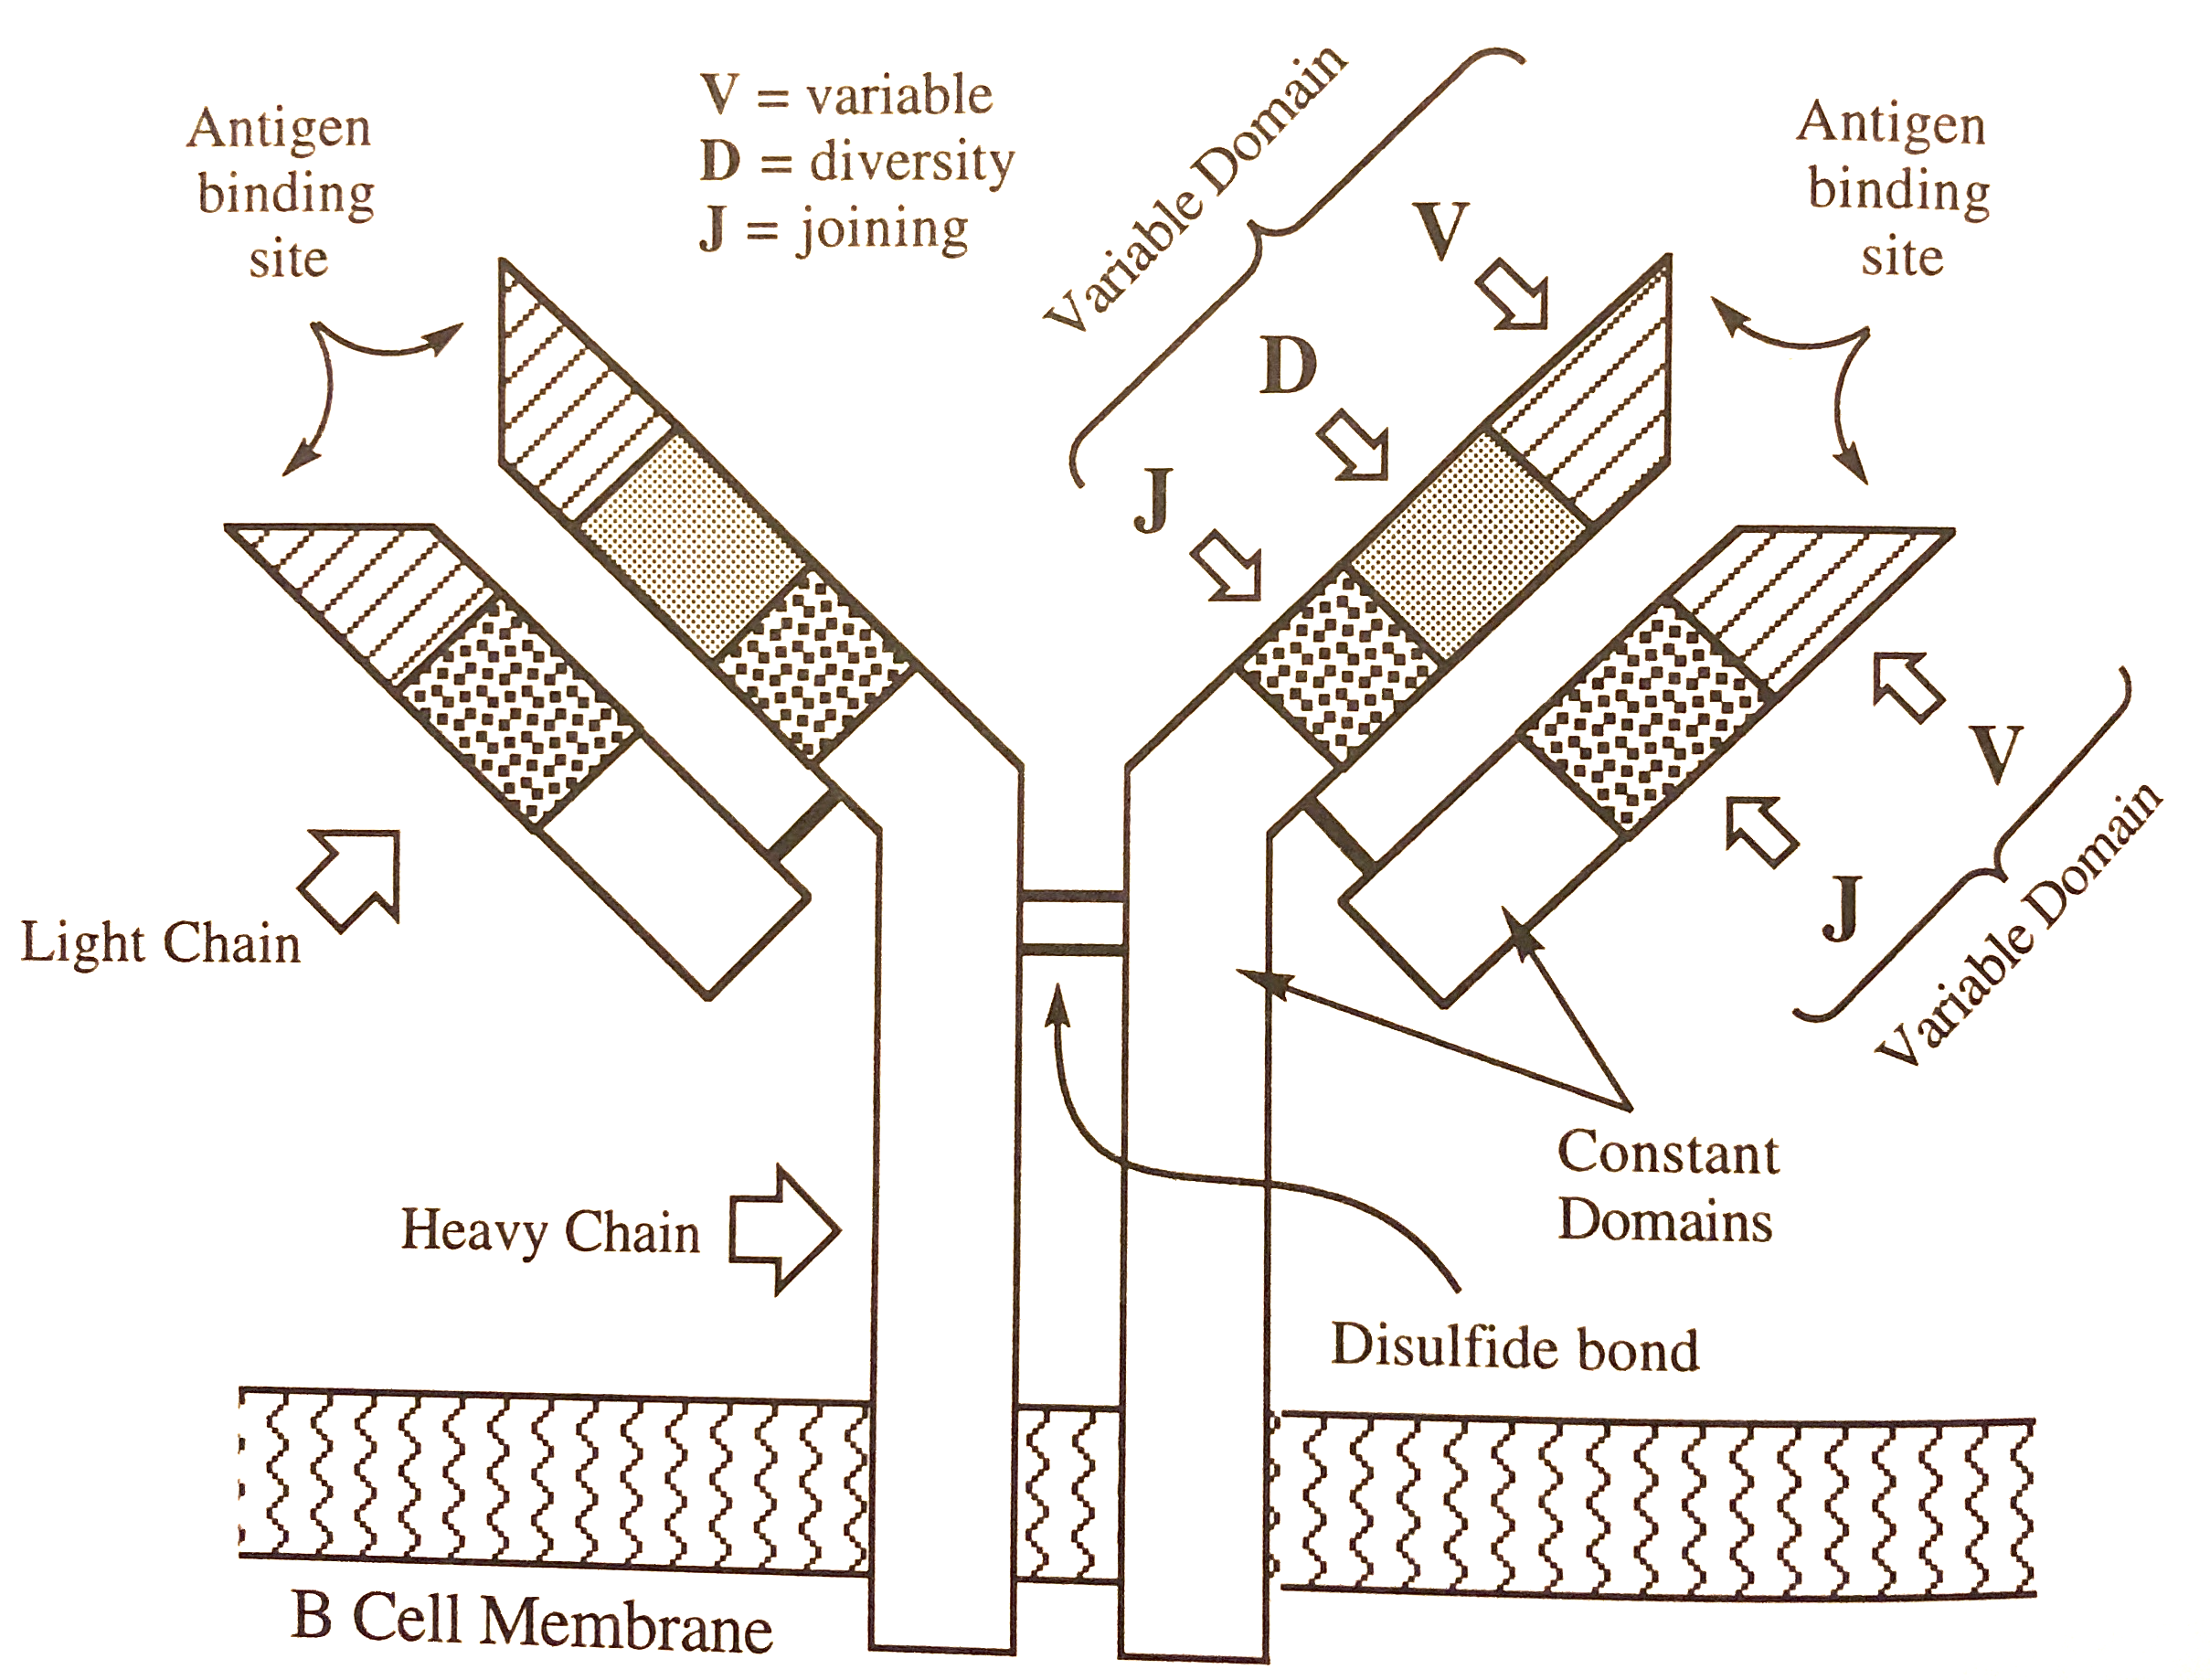 Antigen
binding
site
V = variable
D = diversity
J = joining
Variable Domain
V
D
J
Antigen
binding
site
V
J
Variable Domain
Light Chain
Heavy Chain
Constant
Domains
Disulfide bond
B Cell Membrane